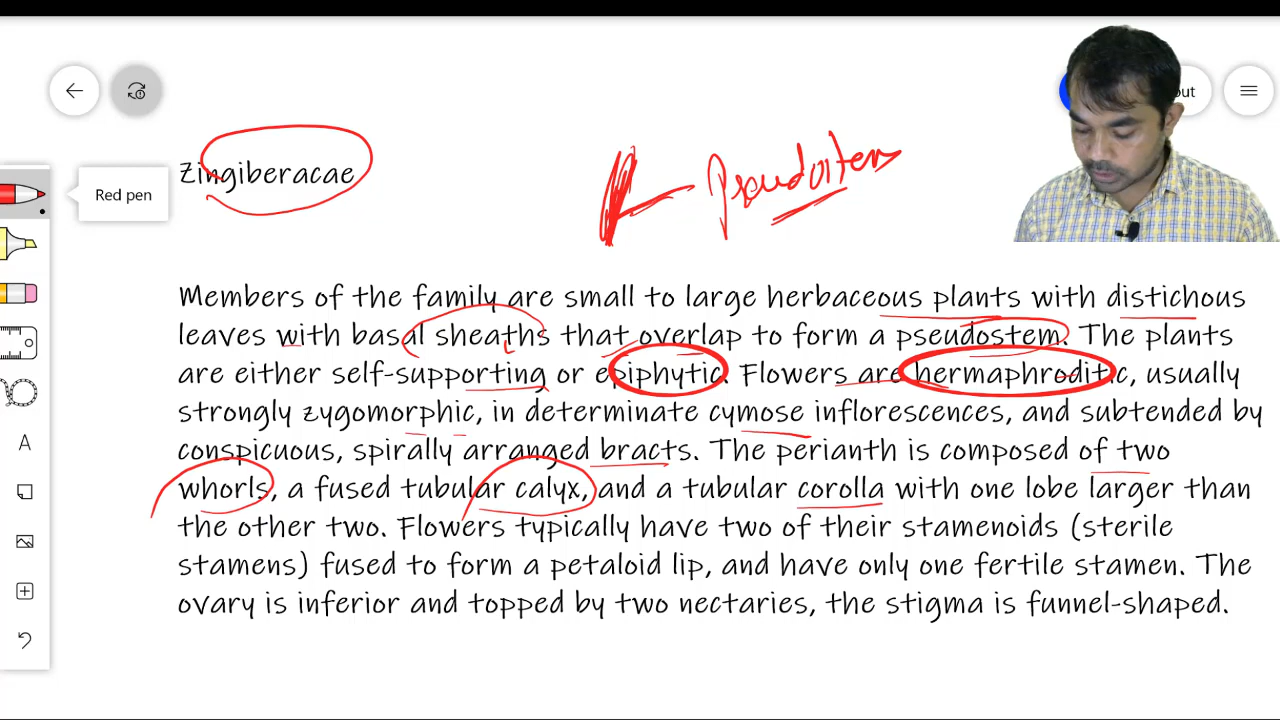 out
Red pen
Zingiberacae
Pseudostem
Members of the family are small to large herbaceous plants with distichous
leaves with basal sheaths that overlap to form a pseudostem. The plants
are either self-supporting or epiphytic. Flowers are hermaphroditic, usually
strongly zygomorphic, in determinate cymose inflorescences, and subtended by
conspicuous, spirally arranged bracts. The perianth is composed of two
whorls, a fused tubular calyx, and a tubular corolla with one lobe larger than
the other two. Flowers typically have two of their stamenoids (sterile
stamens) fused to form a petaloid lip, and have only one fertile stamen. The
ovary is inferior and topped by two nectaries, the stigma is funnel-shaped.